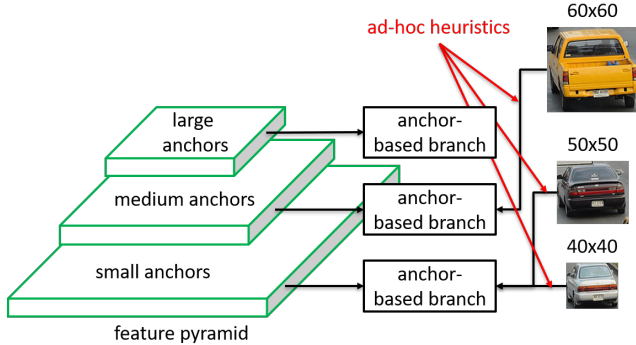 60x60
ad-hoc heuristics
large
anchors
anchor-
based branch
50x50
medium anchors
anchor-
based branch
40x40
small anchors
anchor-
based branch
feature pyramid